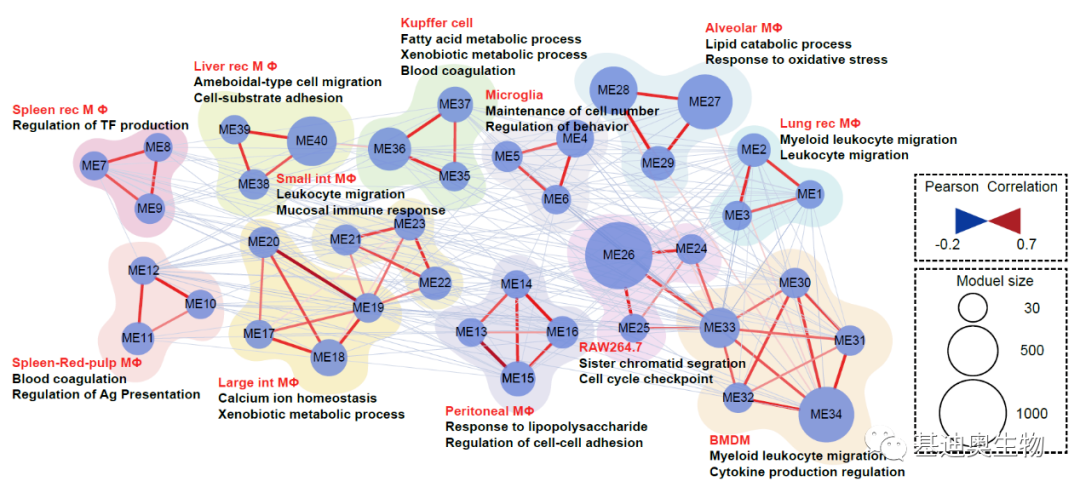 Kupffer cell
Fatty acid metabolic process
Xenobiotic metabolic process
Blood coagulation
Alveolar MΦ
Lipid catabolic process
Response to oxidative stress
Liver rec M Φ
Ameboidal-type cell migration
Cell-substrate adhesion
Microglia
Maintenance of cell number
Regulation of behavior
Spleen rec M Φ
Regulation of TF production
Lung rec MΦ
Myeloid leukocyte migration
Leukocyte migration
ME28
ME27
ME29
ME37
ME36
ME35
ME39
ME40
ME38
ME8
ME7
ME9
ME4
ME5
ME6
ME2
ME1
ME3
Small int MΦ
Leukocyte migration
Mucosal immune response
ME23
ME21
ME22
ME20
ME19
ME17
ME18
ME12
ME10
ME11
ME14
ME13
ME16
ME15
ME26
ME24
ME25
ME30
ME33
ME31
ME32
ME34
Spleen-Red-pulp MΦ
Blood coagulation
Regulation of Ag Presentation
Large int MΦ
Calcium ion homeostasis
Xenobiotic metabolic process
Peritoneal MΦ
Response to lipopolysaccharide
Regulation of cell-cell adhesion
RAW264.7
Sister chromatid segration
Cell cycle checkpoint
BMDM
Myeloid leukocyte migration
Cytokine production regulation
Pearson Correlation
-0.2 0.7
Moduel size
30
500
1000
基迪奥生物